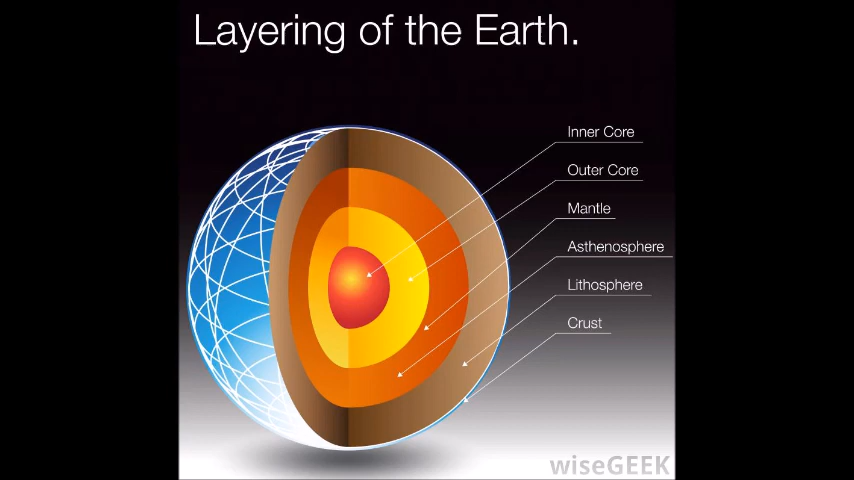 Layering of the Earth.
Inner Core
Outer Core
Mantle
Asthenosphere
Lithosphere
Crust
wiseGEEK